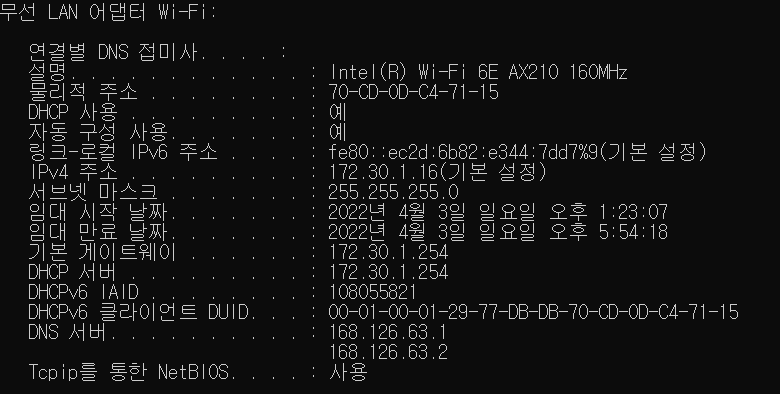 무선 LAN 어댑터 Wi-Fi:
연결별 DNS 접미사. . . . :
설명. . . . . . . . . . . . : Intel(R) Wi-Fi 6E AX210 160MHz
물리적 주소 . . . . . . . . : 70-CD-0D-C4-71-15
DHCP 사용 . . . . . . . . . : 예
자동 구성 사용. . . . . . . : 예
링크-로컬 IPv6 주소 . . . . : fe80::ec2d:6b82:e344:7dd7%9(기본 설정)
IPv4 주소 . . . . . . . . . : 172.30.1.16(기본 설정)
서브넷 마스크 . . . . . . . : 255.255.255.0
임대 시작 날짜. . . . . . . : 2022년 4월 3일 일요일 오후 1:23:07
임대 만료 날짜. . . . . . . : 2022년 4월 3일 일요일 오후 5:54:18
기본 게이트웨이 . . . . . . : 172.30.1.254
DHCP 서버 . . . . . . . . . : 172.30.1.254
DHCPv6 IAID . . . . . . . . : 108055821
DHCPv6 클라이언트 DUID. . . : 00-01-00-01-29-77-DB-DB-70-CD-0D-C4-71-15
DNS 서버. . . . . . . . . . : 168.126.63.1
168.126.63.2
Tcpip를 통한 NetBIOS. . . . : 사용